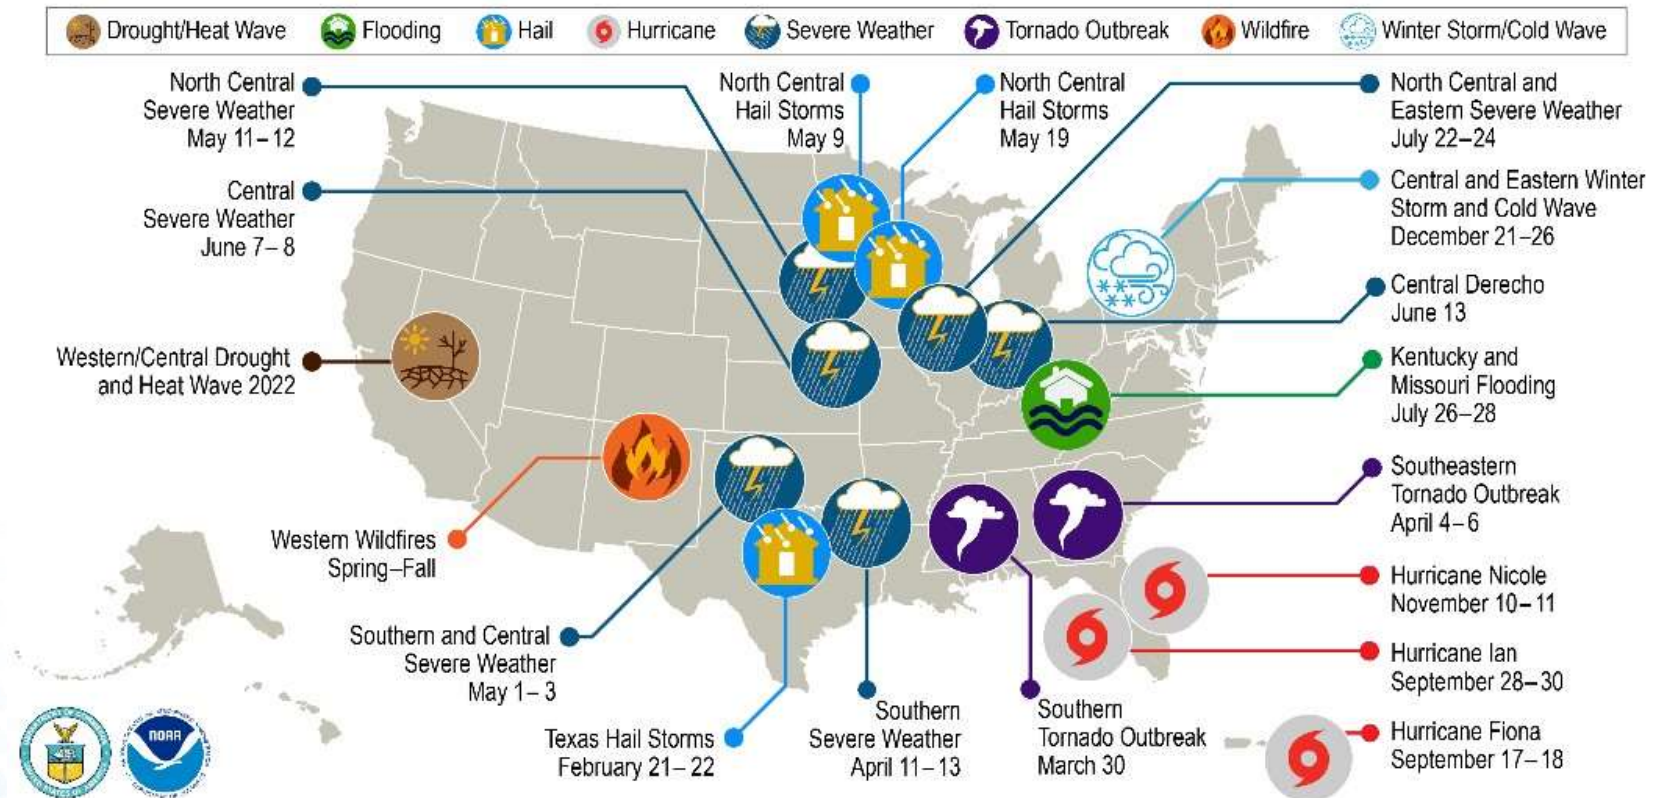 Drought/Heat Wave Flooding Hail Hurricane Severe Weather Tornado Outbreak Wildfire Winter Storm/Cold Wave
North Central
Severe Weather
May 11–12
North Central
Hail Storms
May 9
North Central
Hail Storms
May 19
North Central and
Eastern Severe Weather
July 22–24
Central
Severe Weather
June 7–8
Central and Eastern Winter
Storm and Cold Wave
December 21–26
Central Derecho
June 13
Western/Central Drought
and Heat Wave 2022
Kentucky and
Missouri Flooding
July 26–28
Southeastern
Tornado Outbreak
April 4–6
Western Wildfires
Spring–Fall
Hurricane Nicole
November 10–11
Southern and Central
Severe Weather
May 1–3
Hurricane Ian
September 28–30
Texas Hail Storms
February 21–22
Southern
Severe Weather
April 11–13
Southern
Tornado Outbreak
March 30
Hurricane Fiona
September 17–18
NOAA